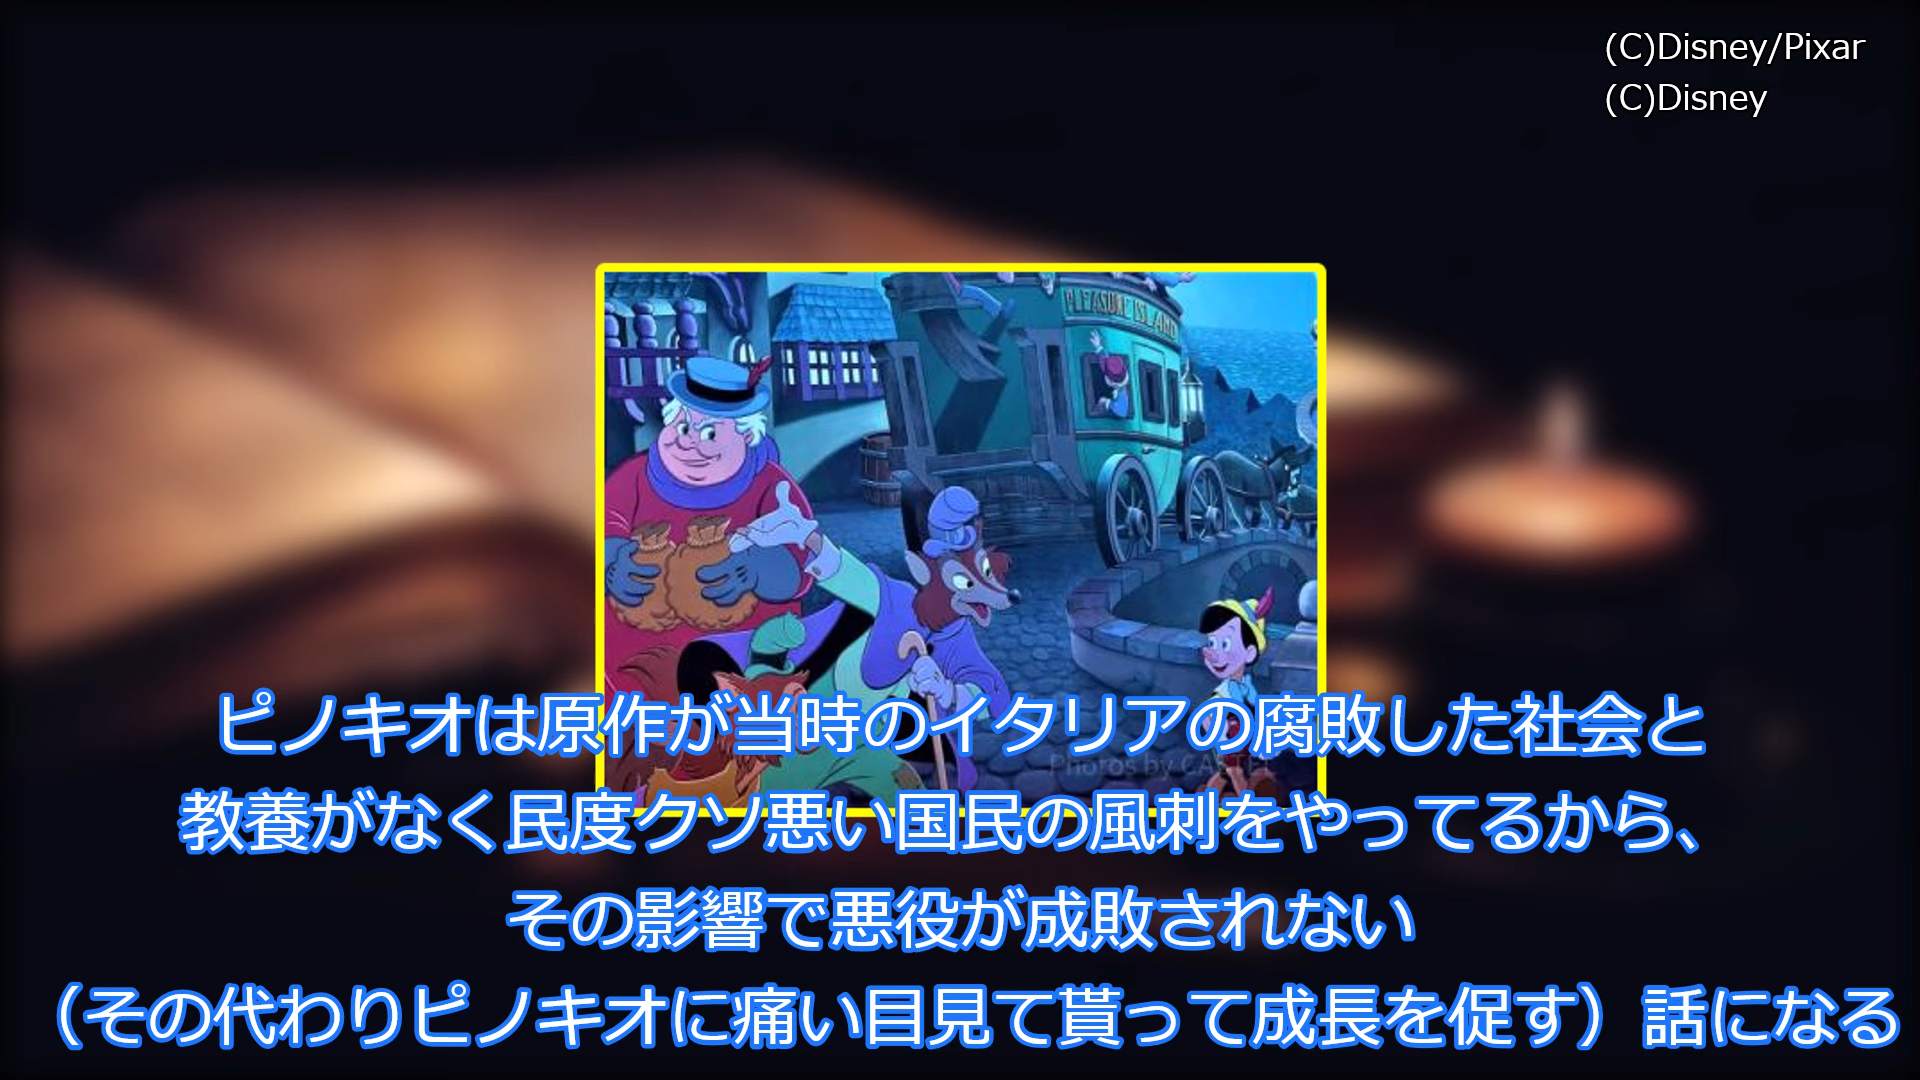 (C)Disney/Pixar
(C)Disney
PLEASURE ISLAND
ピノキオは原作が当時のイタリアの腐敗した社会と
Photos by CASTEL
教養がなく民度クソ悪い国民の風刺をやってるから、
その影響で悪役が成敗されない
（その代わりピノキオに痛い目見て貰って成長を促す）話になる